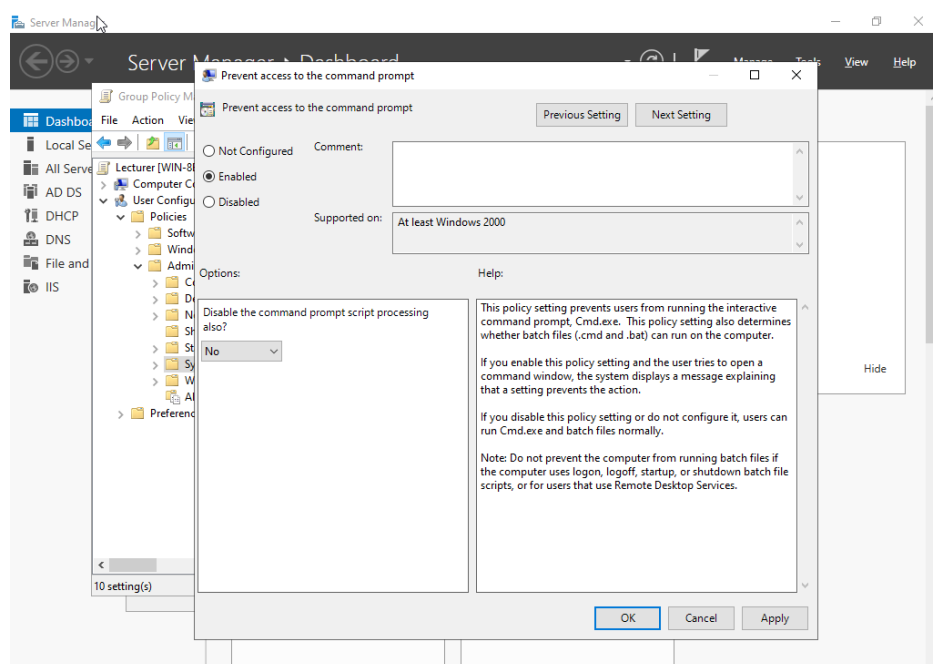 Server Manag
Server Manager • Dashboard
Manage Tools View Help
Dashboa
Local Se
All Serve
AD DS
DHCP
DNS
File and
IIS
Group Policy M
File Action Vie
Lecturer [WIN-8
Computer C
User Configu
Policies
Softw
Wind
Admi
C
D
N
SH
St
Sy
W
Al
Preferenc
10 setting(s)
Prevent access to the command prompt
Prevent access to the command prompt
Previous Setting Next Setting
Not Configured
Enabled
Disabled
Comment:
Supported on:
At least Windows 2000
Options:
Help:
Disable the command prompt script processing
also?
No
This policy setting prevents users from running the interactive
command prompt, Cmd.exe. This policy setting also determines
whether batch files (.cmd and .bat) can run on the computer.
If you enable this policy setting and the user tries to open a
command window, the system displays a message explaining
that a setting prevents the action.
If you disable this policy setting or do not configure it, users can
run Cmd.exe and batch files normally.
Note: Do not prevent the computer from running batch files if
the computer uses logon, logoff, startup, or shutdown batch file
scripts, or for users that use Remote Desktop Services.
Hide
OK Cancel Apply